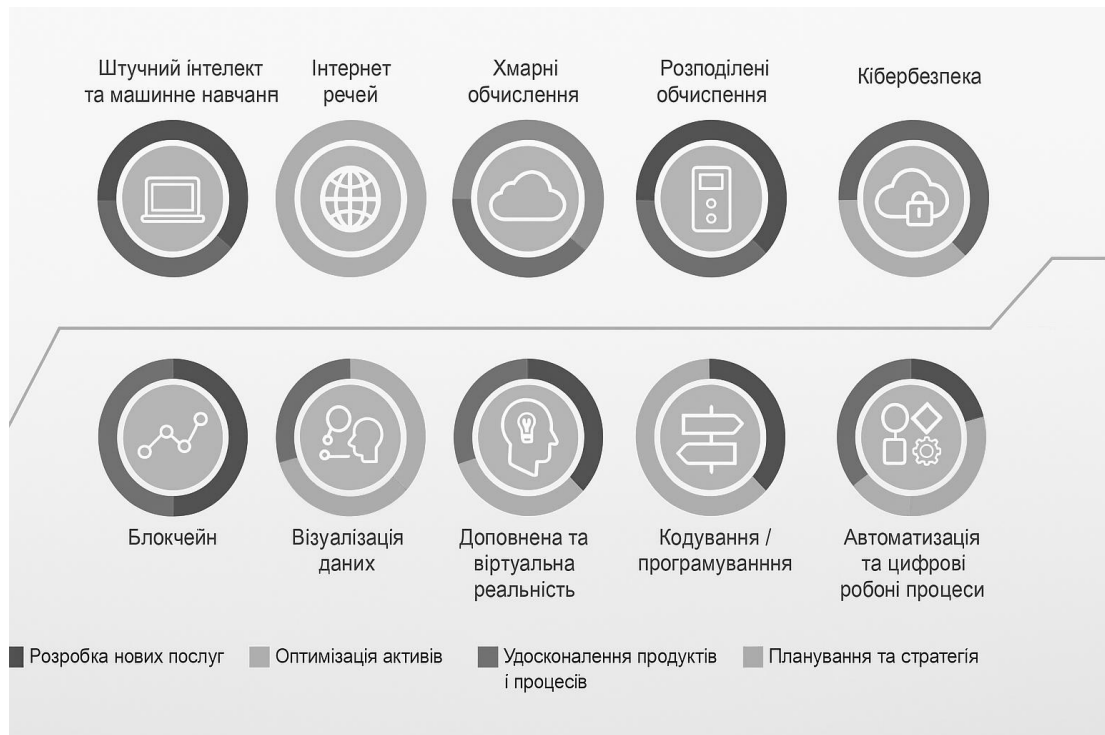 Штучний інтелект
та машинне навчаня
Інтернет
речей
Хмарні
обчислення
Розподілені
обчиспення
Кібербезпека
Блокчейн
Візуалізація
даних
Доповнена та
віртуальна
реальність
Кодування /
програмуванння
Автоматизація
та цифрові
робоні процеси
Розробка нових послуг
Оптимізація активів
Удосконалення продуктів
і процесів
Планування та стратегія